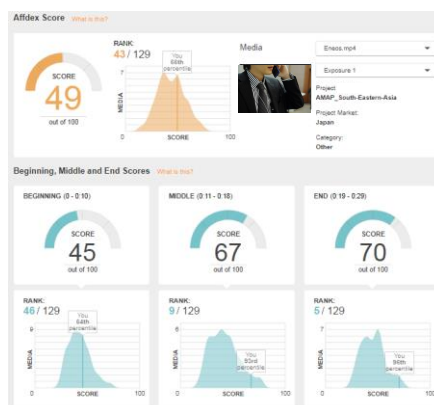 Affdex Score What is this?
SCORE
49
out of 100
RANK:
43 / 129
You
66th
percentile
7
MEDIA
0
SCORE
100
Media
Eneos.mp4
Exposure 1
Project:
AMAP_South-Eastern-Asia
Project Market:
Japan
Category:
Other
Beginning, Middle and End Scores What is this?
BEGINNING (0 - 0:10)
SCORE
45
out of 100
RANK:
46 / 129
You
64th
percentile
9
MEDIA
0
SCORE
100
MIDDLE (0:11 - 0:18)
SCORE
67
out of 100
RANK:
9 / 129
You
93rd
percentile
6
MEDIA
0
SCORE
100
END (0:19 - 0:29)
SCORE
70
out of 100
RANK:
5 / 129
You
96th
percentile
7
MEDIA
0
SCORE
100